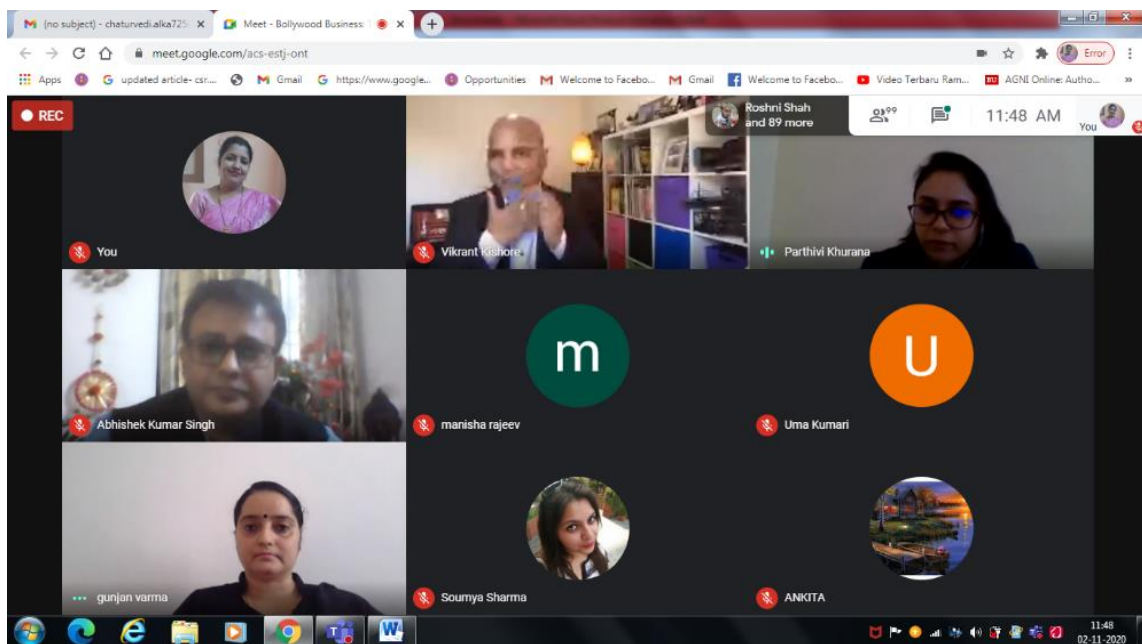 (no subject) - chaturvedi.alka725
Meet - Bollywood Business: T
meet.google.com/acs-estj-ont
Error
Apps
updated article- csr....
Gmail
https://www.google...
Opportunities
Welcome to Facebo...
Gmail
Welcome to Facebo...
Video Terbaru Ram...
AGNI Online: Autho...
»
REC
Roshni Shah
and 89 more
99
11:48 AM
You
You
Vikrant Kishore
Parthivi Khurana
Abhishek Kumar Singh
m
manisha rajeev
U
Uma Kumari
gunjan varma
Soumya Sharma
ANKITA
11:48
02-11-2020